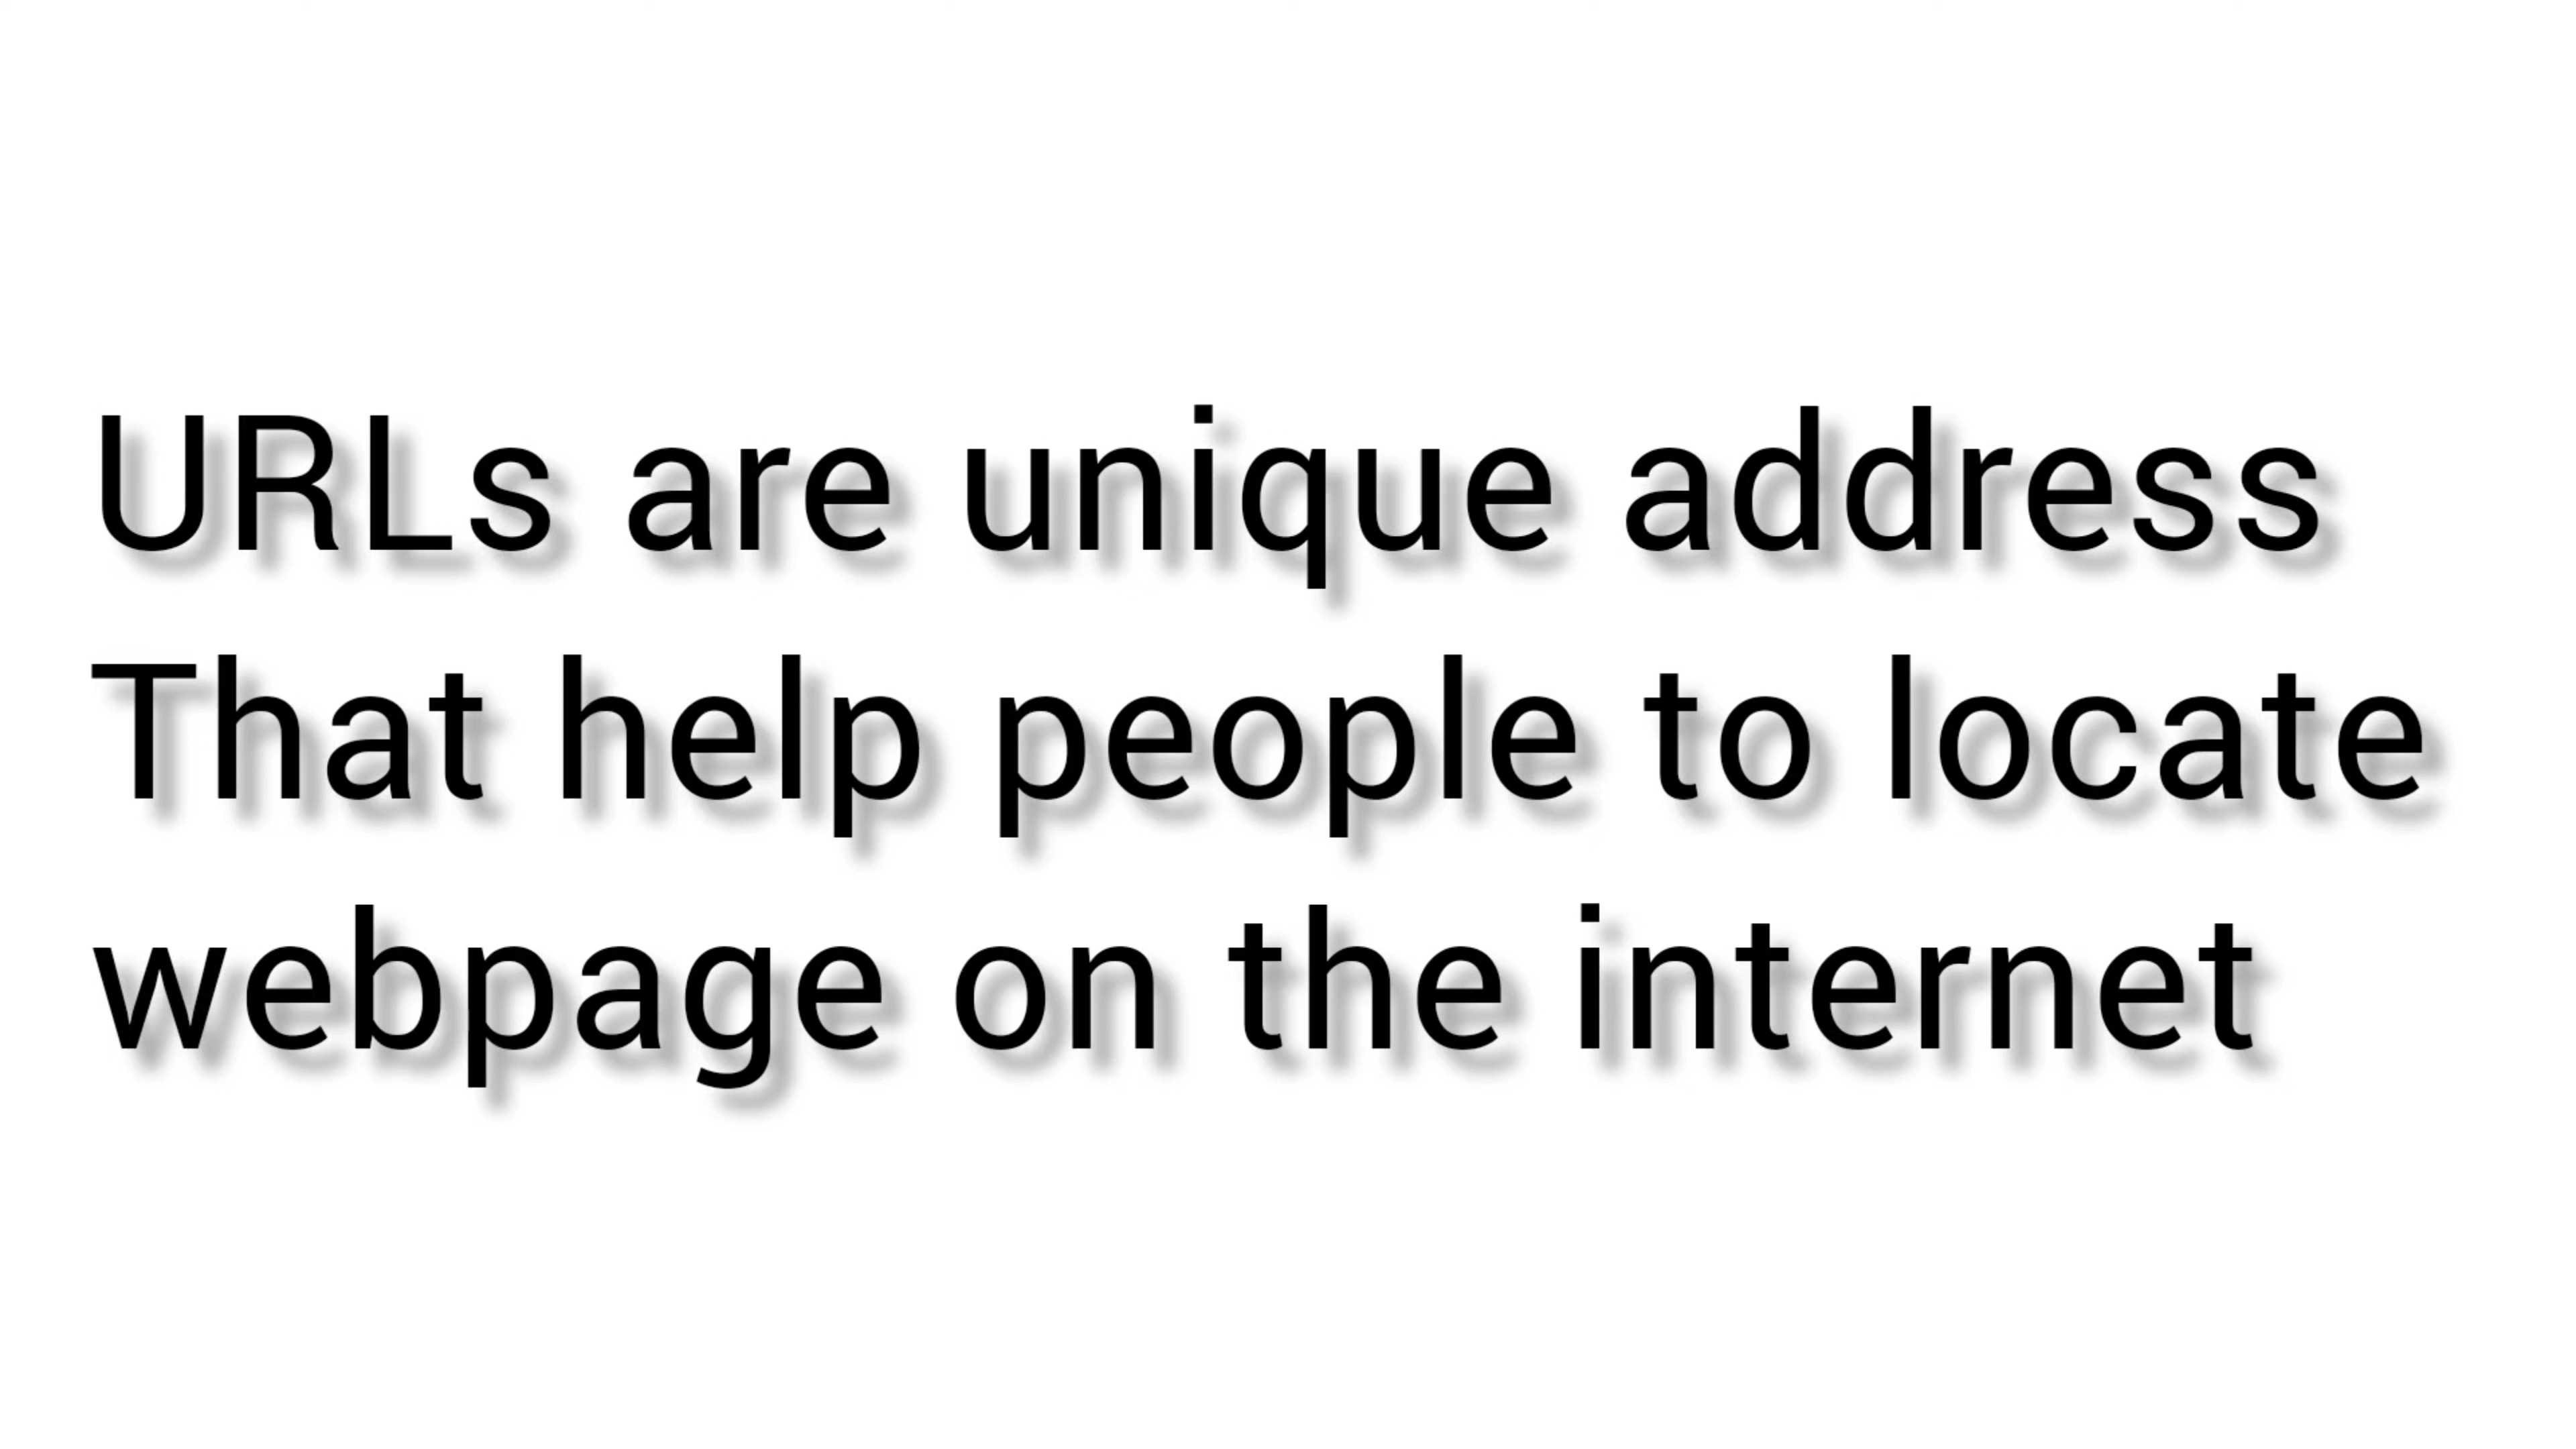 URLs are unique address
That help people to locate
webpage on the internet